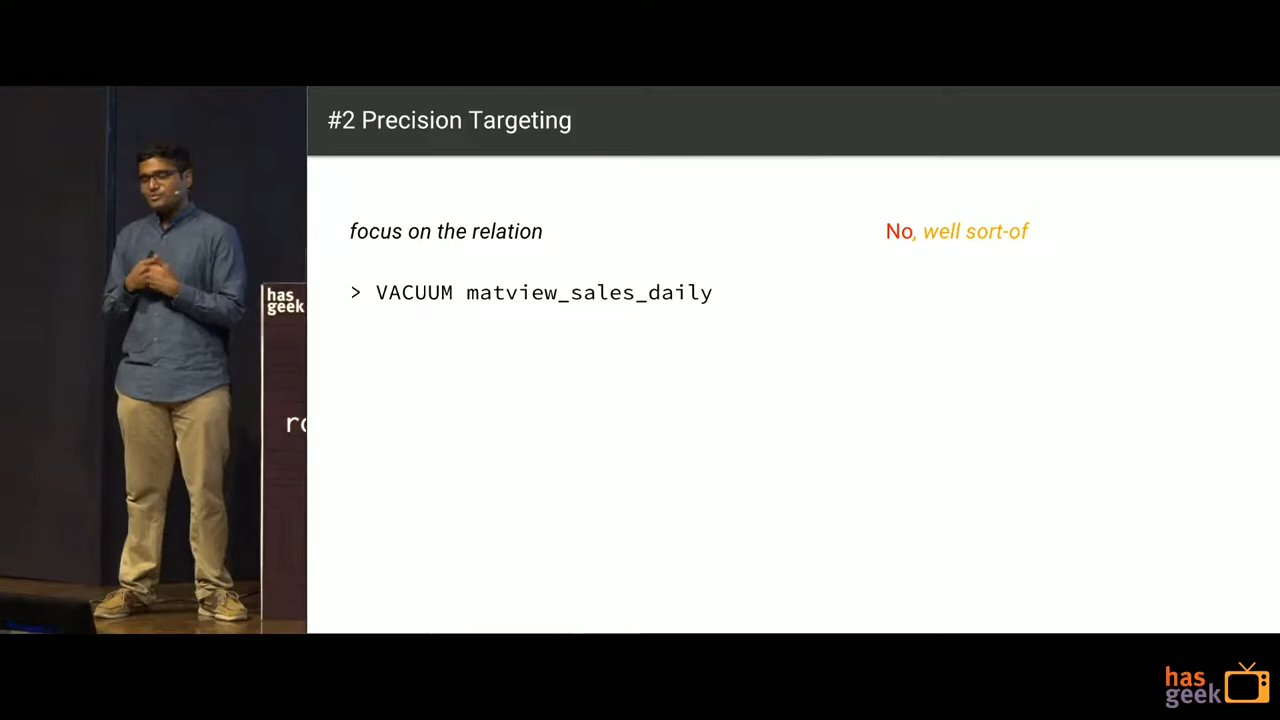 #2 Precision Targeting
focus on the relation
No, well sort-of
> VACUUM matview_sales_daily
has
geek
has
geek